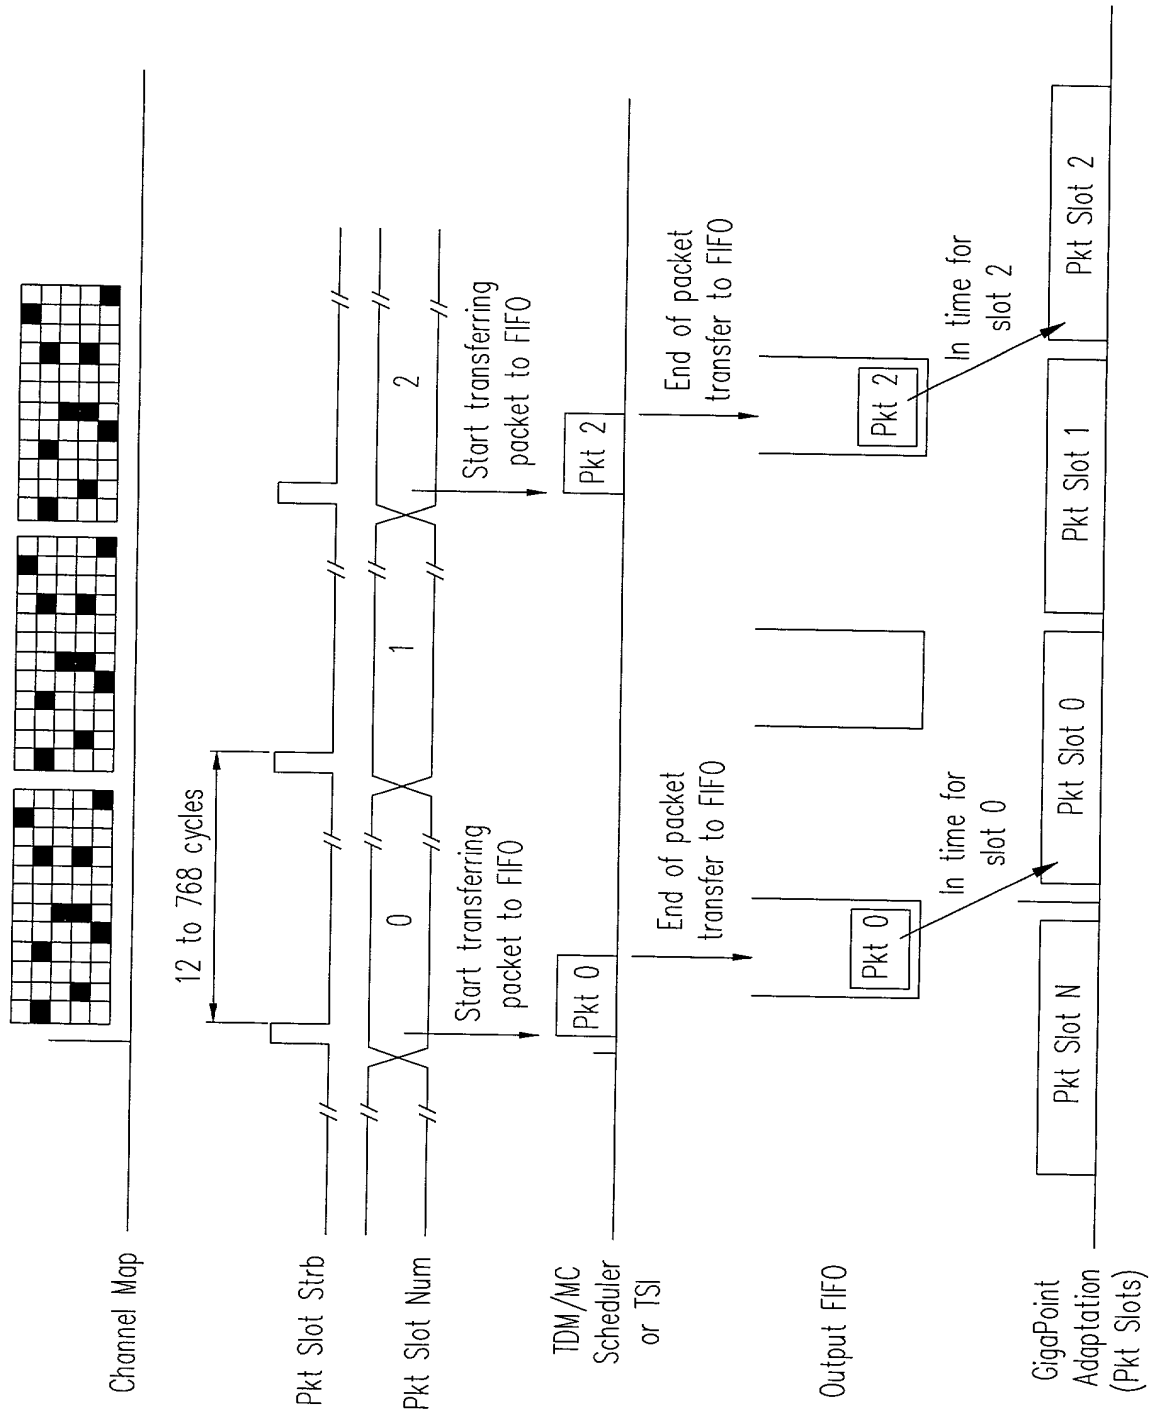 Channel Map
12 to 768 cycles
Pkt Slot Strb
Pkt Slot Num
0
1
2
Start transferring
packet to FIFO
Start transferring
packet to FIFO
TDM/MC
Scheduler
or TSI
Pkt 0
Pkt 2
End of packet
transfer to FIFO
End of packet
transfer to FIFO
Output FIFO
Pkt 0
Pkt 2
In time for
slot 0
In time for
slot 2
GigaPoint
Adaptation
(Pkt Slots)
Pkt Slot N
Pkt Slot 0
Pkt Slot 1
Pkt Slot 2